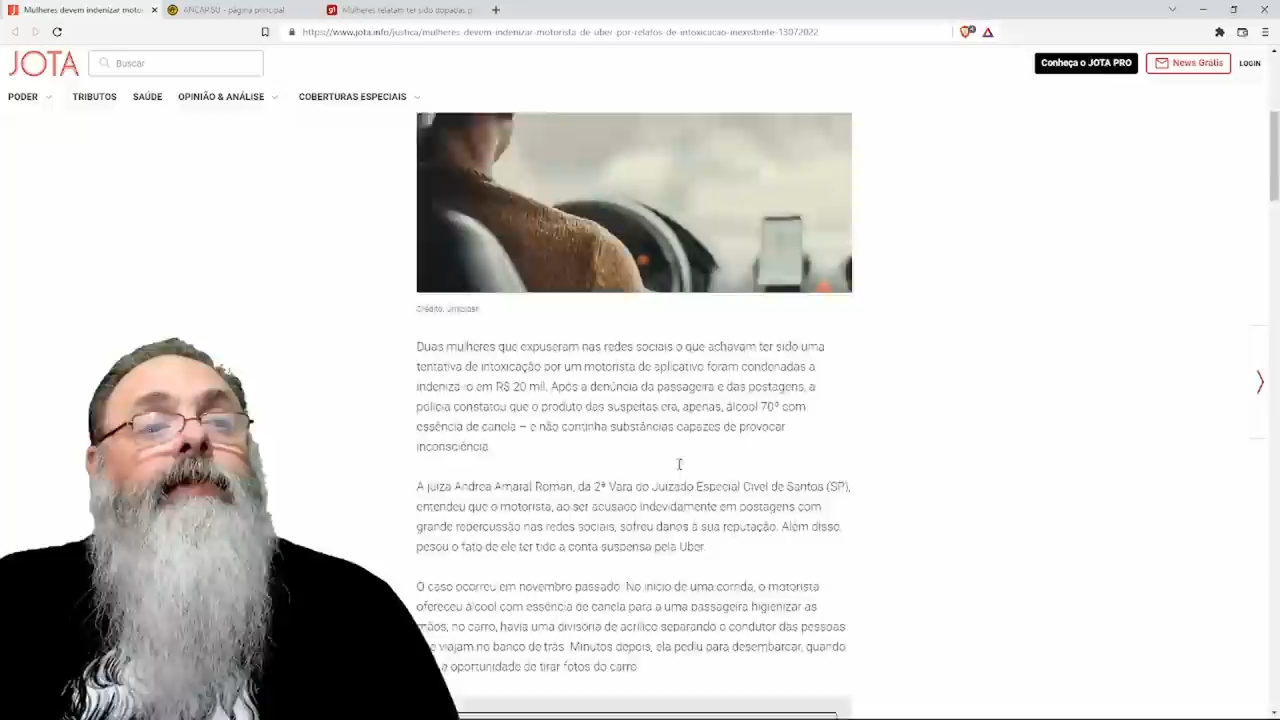 Mulheres devem indenizar motor
ANCAP.SU - página principal
Mulheres relatam ter sido dopadas p
https://www.jota.info/justica/mulheres-devem-indenizar-motorista-de-uber-por-relatos-de-intoxicacao-inexistente-13072022
JOTA
Buscar
Conheça o JOTA PRO
News Grátis
LOGIN
PODER
TRIBUTOS
SAÚDE
OPINIÃO & ANÁLISE
COBERTURAS ESPECIAIS
Crédito: Unsplash
Duas mulheres que expuseram nas redes sociais o que achavam ter sido uma
tentativa de intoxicação por um motorista de aplicativo foram condenadas a
indenizá-lo em R$ 20 mil. Após a denúncia da passageira e das postagens, a
polícia constatou que o produto das suspeitas era, apenas, álcool 70º com
essência de canela – e não continha substâncias capazes de provocar
inconsciência.
A juíza Andrea Amaral Roman, da 2ª Vara do Juizado Especial Cível de Santos (SP),
entendeu que o motorista, ao ser acusado indevidamente em postagens com
grande repercussão nas redes sociais, sofreu danos à sua reputação. Além disso,
pesou o fato de ele ter tido a conta suspensa pela Uber.
O caso ocorreu em novembro passado. No início de uma corrida, o motorista
ofereceu álcool com essência de canela para a uma passageira higienizar as
mãos; no carro, havia uma divisória de acrílico separando o condutor das pessoas
e viajam no banco de trás. Minutos depois, ela pediu para desembarcar, quando
a oportunidade de tirar fotos do carro.